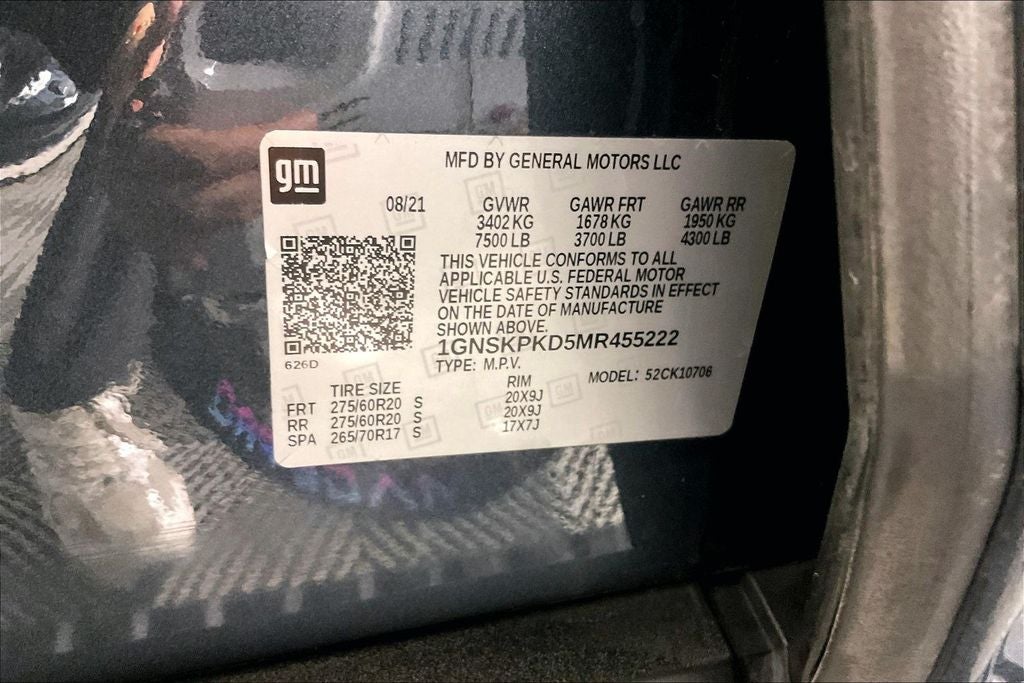 gm
MFD BY GENERAL MOTORS LLC
08/21 GVWR GAWR FRT GAWR RR
3402 KG 1678 KG 1950 KG
7500 LB 3700 LB 4300 LB
THIS VEHICLE CONFORMS TO ALL
APPLICABLE U.S. FEDERAL MOTOR
VEHICLE SAFETY STANDARDS IN EFFECT
ON THE DATE OF MANUFACTURE
SHOWN ABOVE.
1GNSKPKD5MR455222
626D
TYPE: M.P.V. MODEL: 52CK10706
TIRE SIZE RIM
FRT 275/60R20 S 20X9J
RR 275/60R20 S 20X9J
SPA 265/70R17 S 17X7J